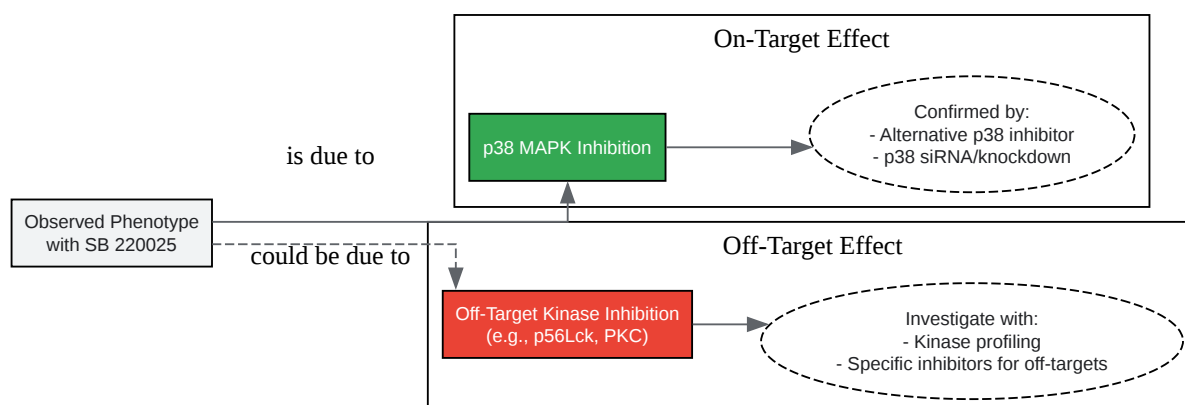 On-Target Effect
Confirmed by:
- Alternative p38 inhibitor
- p38 siRNA/knockdown
p38 MAPK Inhibition
is due to
Observed Phenotype
with SB 220025
could be due to
Off-Target Effect
Off-Target Kinase Inhibition
(e.g., p56Lck, PKC)
Investigate with:
- Kinase profiling
- Specific inhibitors for off-targets